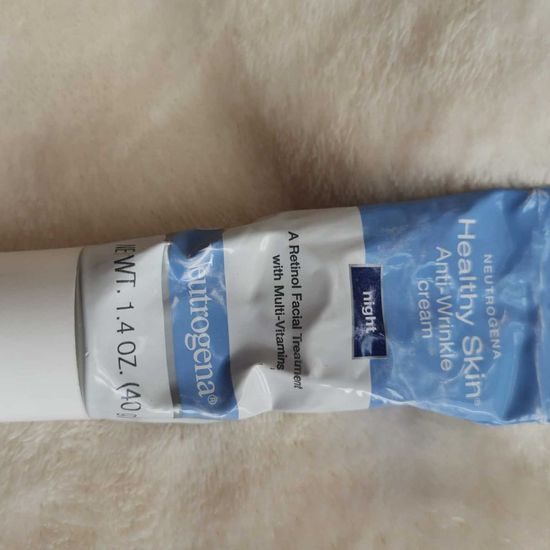 NEUTROGENA
Healthy Skin®
Anti-Wrinkle
cream
night
A Retinol Facial Treatment
with Multi-Vitamins
Neutrogena®
WT. 1.4 OZ. (40 g